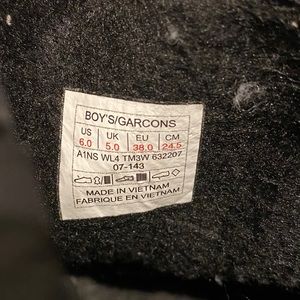 BOY'S/GARCONS
US UK EU CM
6.0 5.0 38.0 24.5
A1NS WL4 TM3W 632207
07-143
MADE IN VIETNAM
FABRIQUE EN VIETNAM